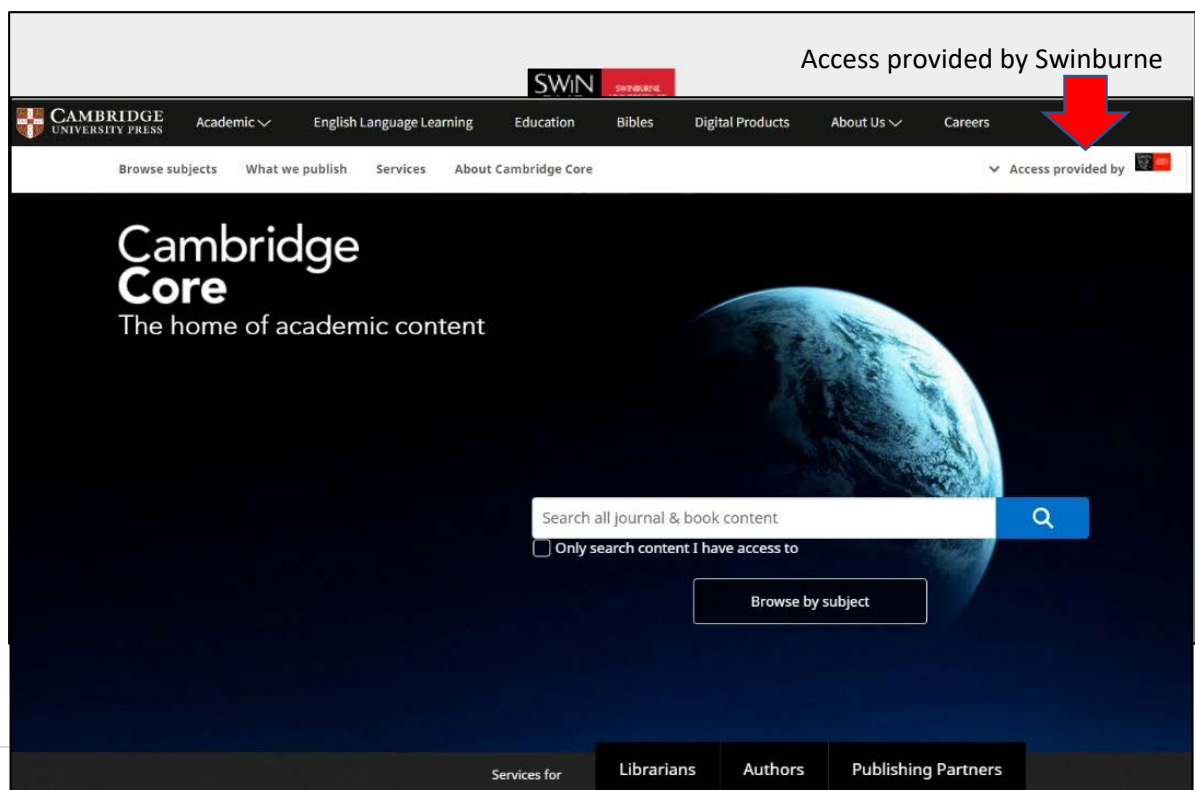 Access provided by Swinburne
SWiN
SWINBURNE
CAMBRIDGE
UNIVERSITY PRESS
Academic
English Language Learning
Education
Bibles
Digital Products
About Us
Careers
Browse subjects
What we publish
Services
About Cambridge Core
Access provided by
Cambridge
Core
The home of academic content
Search all journal & book content
Only search content I have access to
Browse by subject
Services for
Librarians
Authors
Publishing Partners